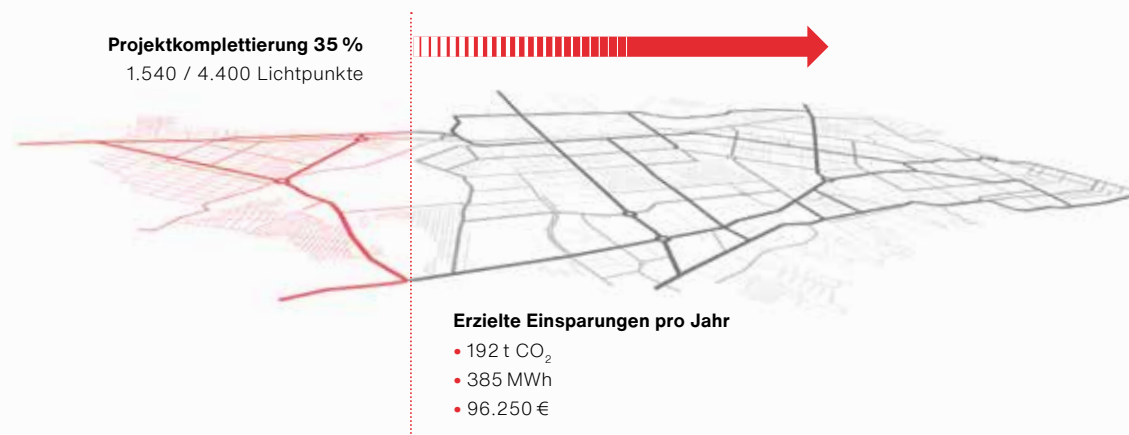 Projektkomplettierung 35 %
1.540 / 4.400 Lichtpunkte
Erzielte Einsparungen pro Jahr
• 192 t CO₂
• 385 MWh
• 96.250 €